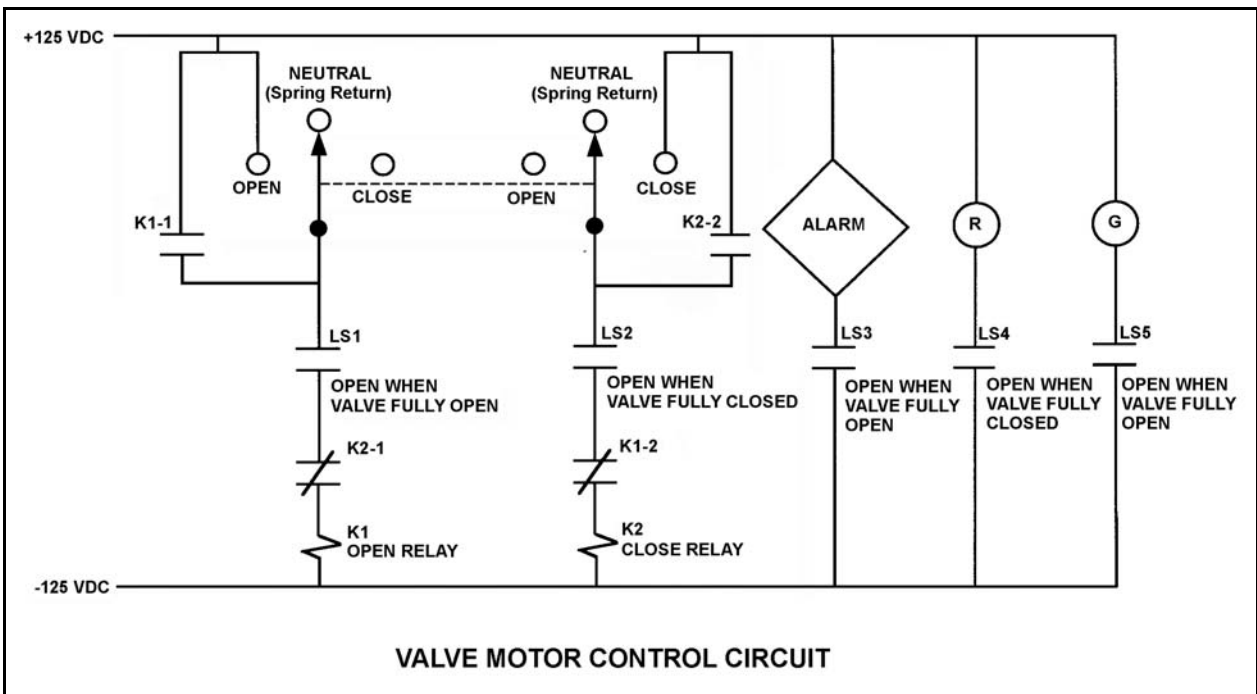 +125 VDC
NEUTRAL
(Spring Return)
NEUTRAL
(Spring Return)
OPEN
CLOSE
OPEN
CLOSE
K1-1
K2-2
ALARM
R
G
LS1
OPEN WHEN
VALVE FULLY OPEN
LS2
OPEN WHEN
VALVE FULLY CLOSED
LS3
OPEN WHEN
VALVE FULLY
OPEN
LS4
OPEN WHEN
VALVE FULLY
CLOSED
LS5
OPEN WHEN
VALVE FULLY
OPEN
K2-1
K1-2
K1
OPEN RELAY
K2
CLOSE RELAY
-125 VDC
VALVE MOTOR CONTROL CIRCUIT